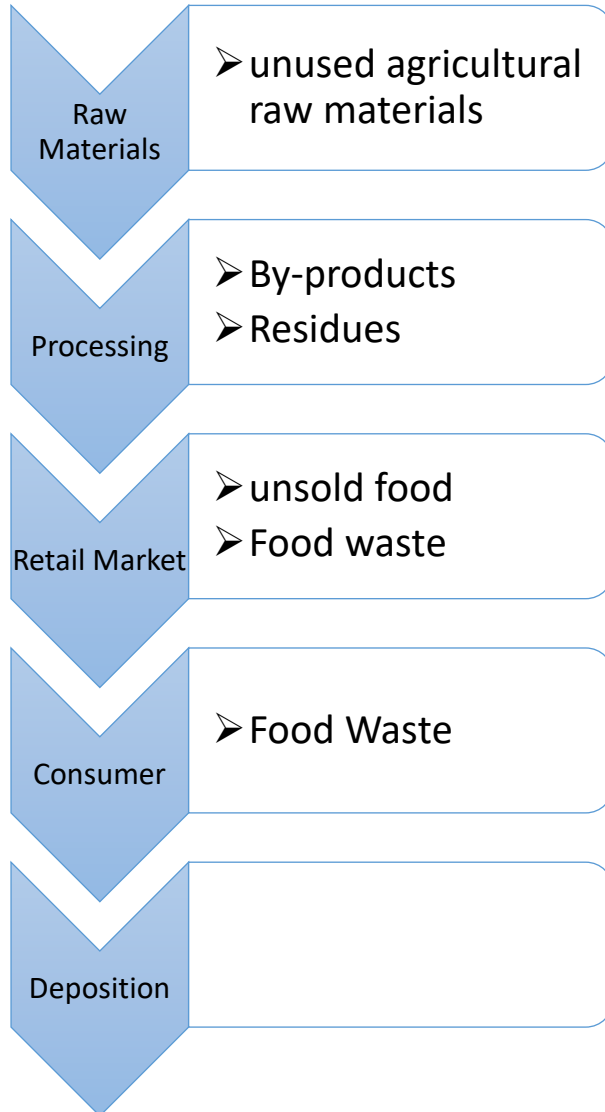 Raw
Materials
➢ unused agricultural
raw materials
Processing
➢ By-products
➢ Residues
Retail Market
➢ unsold food
➢ Food waste
Consumer
➢ Food Waste
Deposition